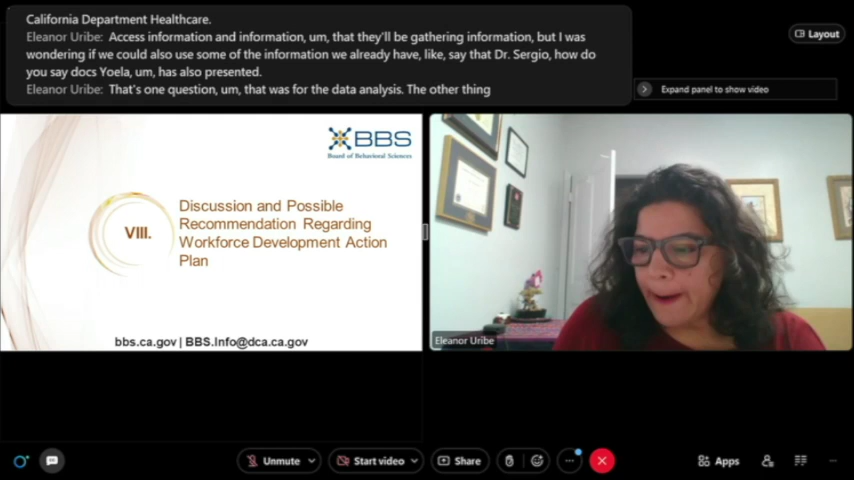 California Department Healthcare.
Eleanor Uribe: Access information and information, um, that they'll be gathering information, but I was
wondering if we could also use some of the information we already have, like, say that Dr. Sergio, how do
you say docs Yoela, um, has also presented.
Eleanor Uribe: That's one question, um, that was for the data analysis. The other thing
Layout
Expand panel to show video
BBS
Board of Behavioral Sciences
VIII.
Discussion and Possible
Recommendation Regarding
Workforce Development Action
Plan
bbs.ca.gov | BBS.Info@dca.ca.gov
Eleanor Uribe
Unmute
Start video
Share
Apps